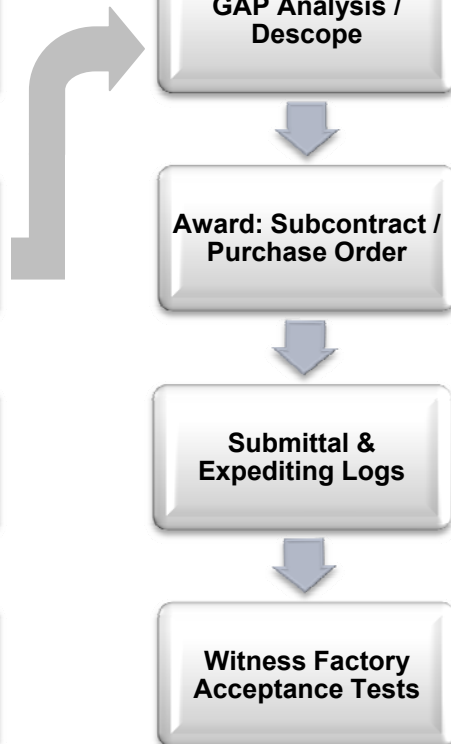 GAP Analysis /
Descope
Award: Subcontract /
Purchase Order
Submittal &
Expediting Logs
Witness Factory
Acceptance Tests